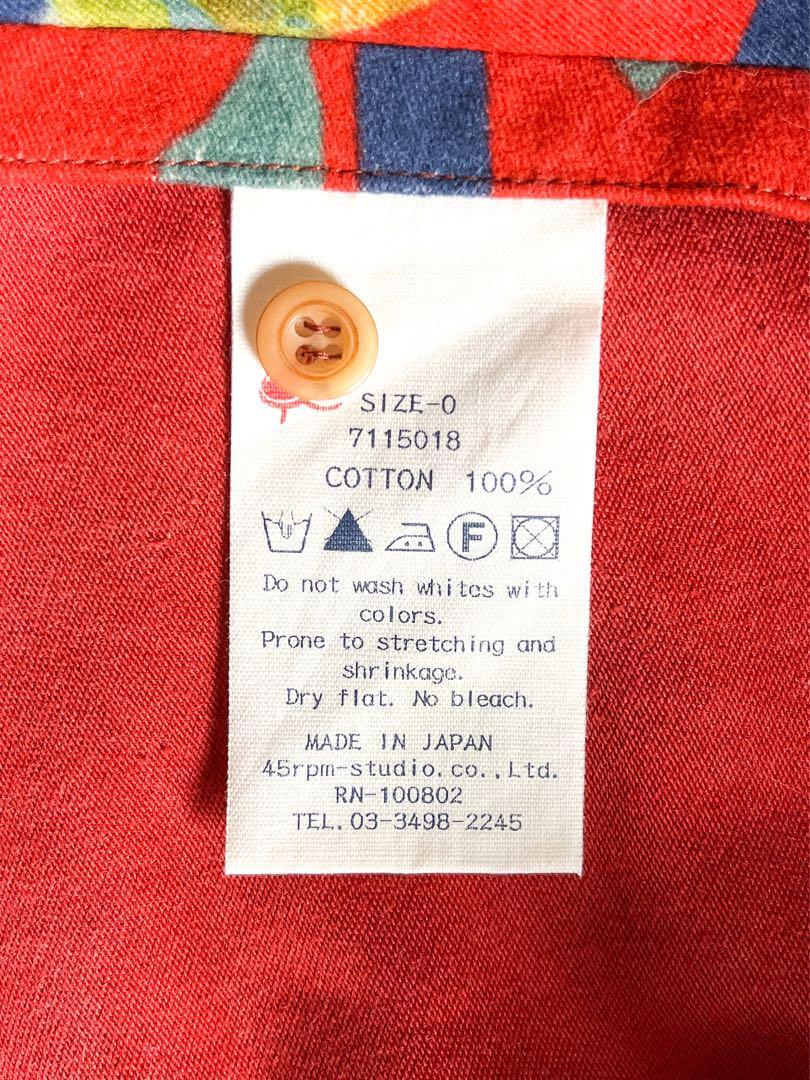 SIZE-0
7115018
COTTON 100%
F
Do not wash whites with
colors.
Prone to stretching and
shrinkage.
Dry flat. No bleach.
MADE IN JAPAN
45rpm-studio.co.,Ltd.
RN-100802
TEL.03-3498-2245